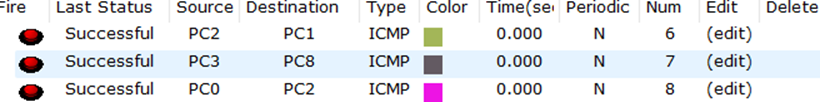 Fire Last Status Source Destination Type Color Time(sec Periodic Num Edit Delete
Successful PC2 PC1 ICMP 0.000 N 6 (edit)
Successful PC3 PC8 ICMP 0.000 N 7 (edit)
Successful PC0 PC2 ICMP 0.000 N 8 (edit)